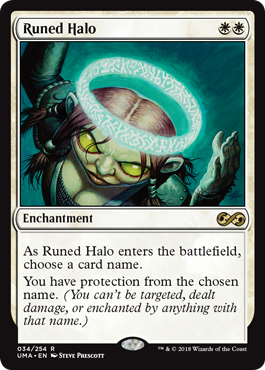 Runed Halo
Enchantment
As Runed Halo enters the battlefield,
choose a card name.
You have protection from the chosen
name. (You can't be targeted, dealt
damage, or enchanted by anything with
that name.)
034/254 R
UMA • EN Steve Prescott
™ & © 2018 Wizards of the Coast